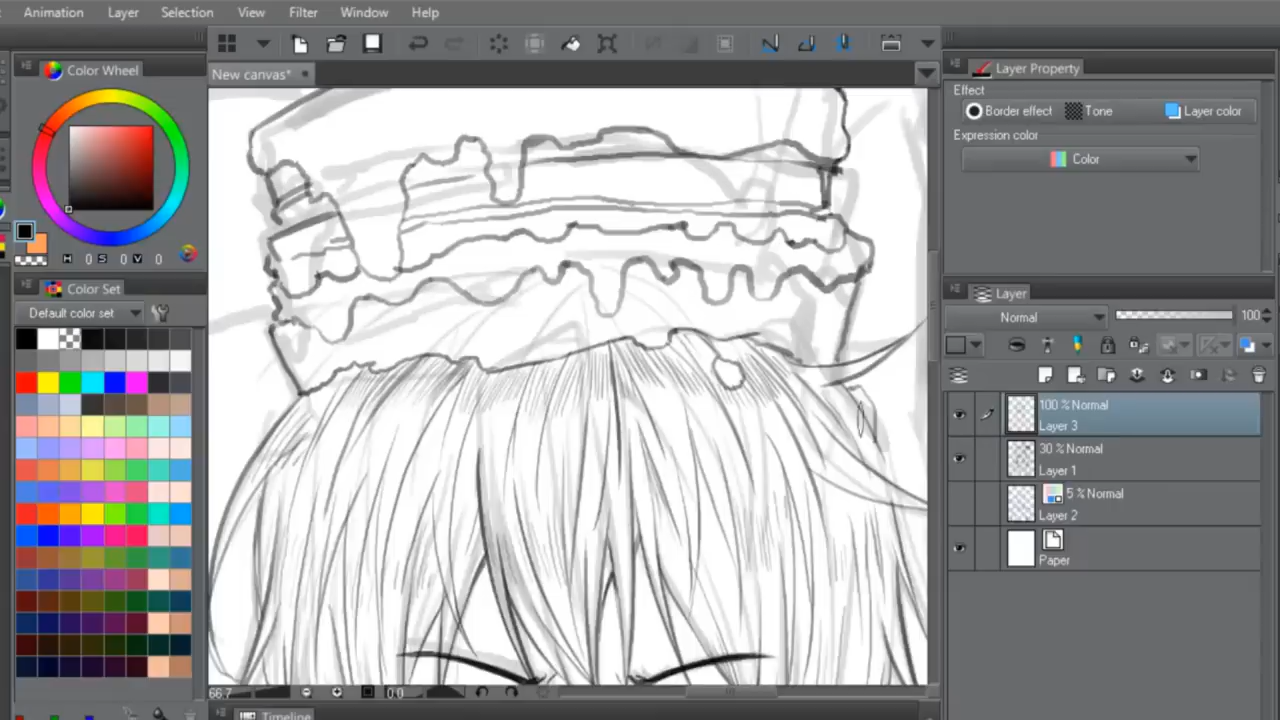 Animation Layer Selection View Filter Window Help
Color Wheel
New canvas*
Layer Property
Effect
Border effect Tone Layer color
Expression color
Color
H 0 S 0 V 0
Color Set
Default color set
Layer
Normal 100
100 % Normal
Layer 3
30 % Normal
Layer 1
5 % Normal
Layer 2
Paper
66.7 0.0
Timeline